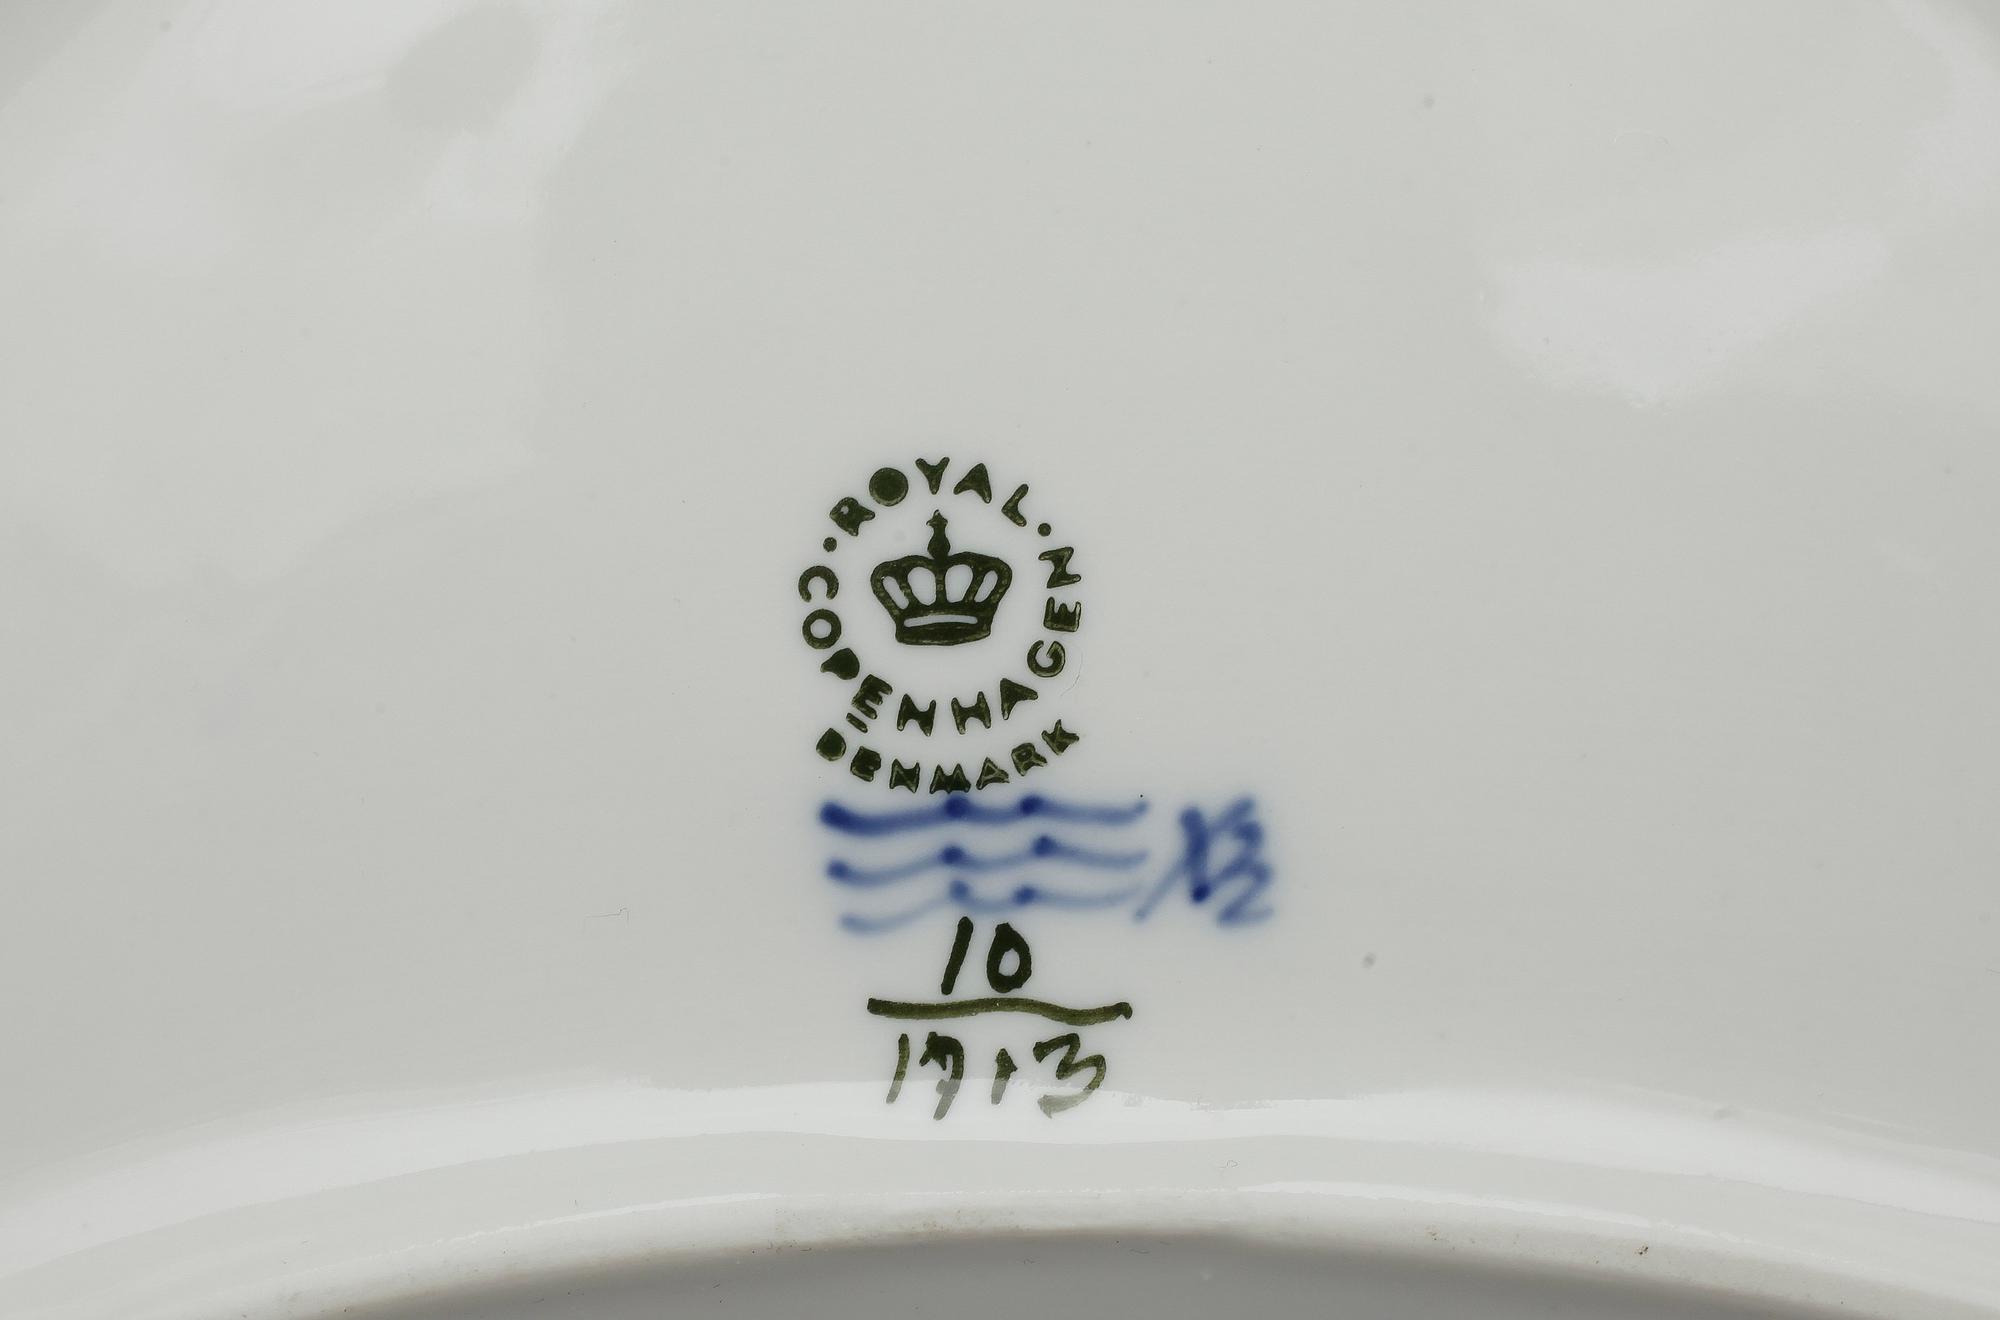 · ROYAL ·
COPENHAGEN
DENMARK
10
1713